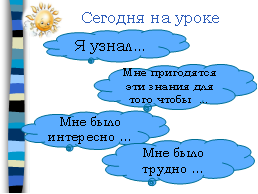 Сегодня на уроке
Я узнал...
Мне пригодятся
эти знания для
того чтобы ...
Мне было
интересно ...
Мне было
трудно ...